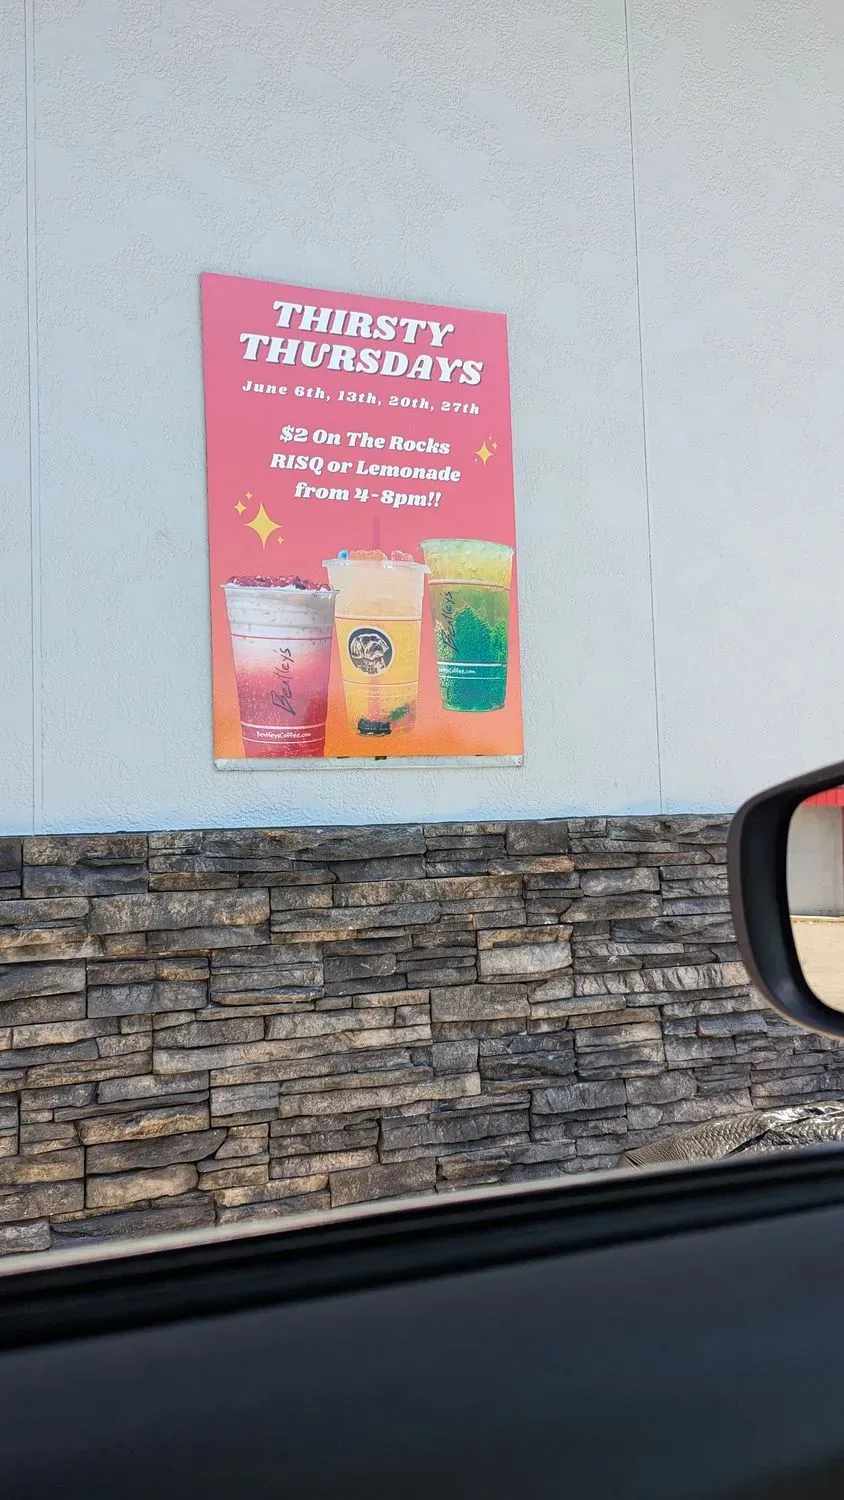 THIRSTY
THURSDAYS
June 6th, 13th, 20th, 27th
$2 On The Rocks
RISQ or Lemonade
from 4-8pm!!
Bentley's
BentleysCoffee.com
Bentley's